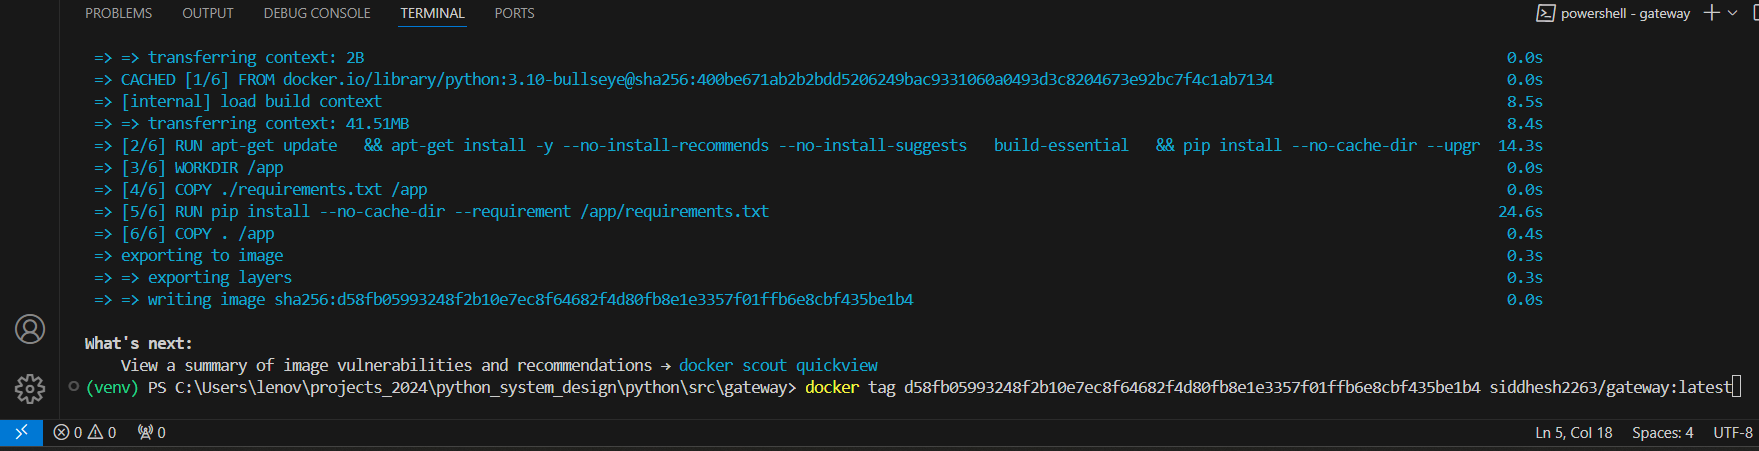 PROBLEMS OUTPUT DEBUG CONSOLE TERMINAL PORTS powershell - gateway
=> => transferring context: 2B 0.0s
=> CACHED [1/6] FROM docker.io/library/python:3.10-bullseye@sha256:400be671ab2b2bdd5206249bac9331060a0493d3c8204673e92bc7f4c1ab7134 0.0s
=> [internal] load build context 8.5s
=> => transferring context: 41.51MB 8.4s
=> [2/6] RUN apt-get update && apt-get install -y --no-install-recommends --no-install-suggests build-essential && pip install --no-cache-dir --upgr 14.3s
=> [3/6] WORKDIR /app 0.0s
=> [4/6] COPY ./requirements.txt /app 0.0s
=> [5/6] RUN pip install --no-cache-dir --requirement /app/requirements.txt 24.6s
=> [6/6] COPY . /app 0.4s
=> exporting to image 0.3s
=> => exporting layers 0.3s
=> => writing image sha256:d58fb05993248f2b10e7ec8f64682f4d80fb8e1e3357f01ffb6e8cbf435be1b4 0.0s
What's next:
View a summary of image vulnerabilities and recommendations → docker scout quickview
(venv) PS C:\Users\lenov\projects_2024\python_system_design\python\src\gateway> docker tag d58fb05993248f2b10e7ec8f64682f4d80fb8e1e3357f01ffb6e8cbf435be1b4 siddhesh2263/gateway:latest
0 0 0 Ln 5, Col 18 Spaces: 4 UTF-8